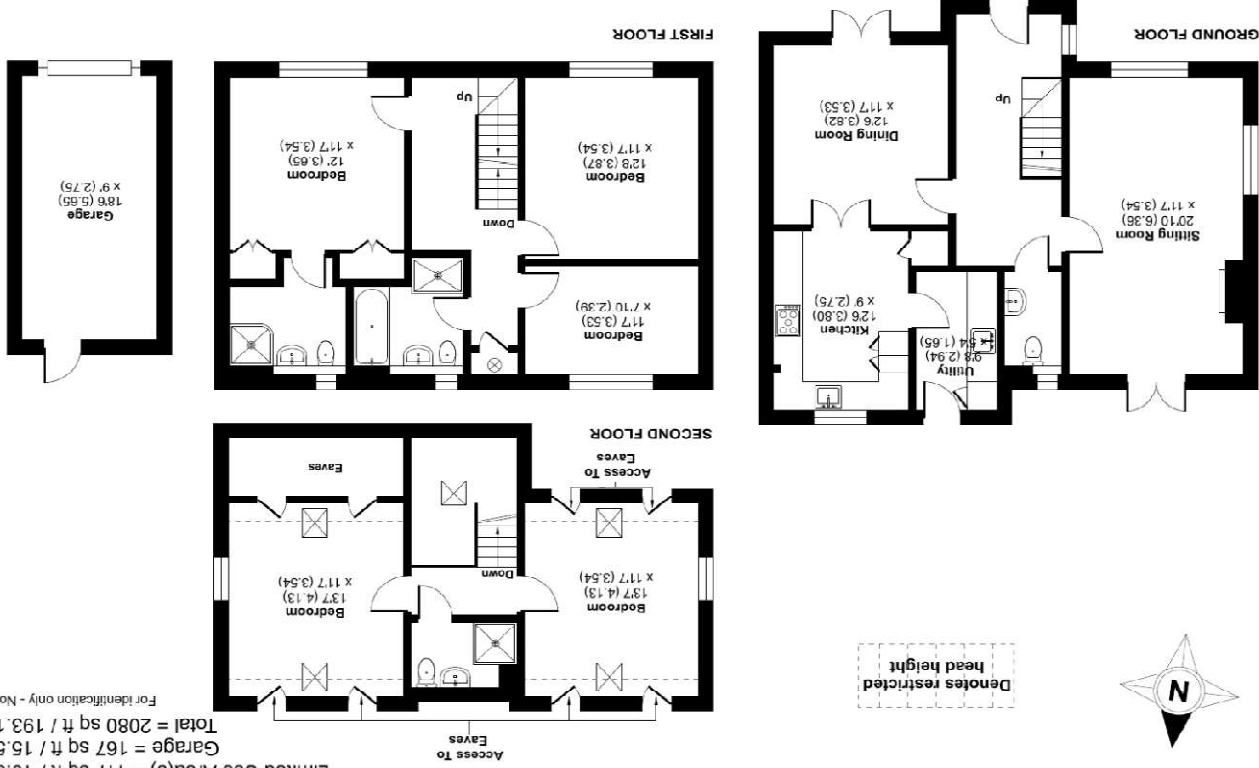 Limited Use Area(s)
Garage = 167 sq ft / 15.5
Total = 2080 sq ft / 193.1
For identification only - No
N
Denotes restricted
head height
Access To
Eaves
Bedroom
13'7 (4.13)
x 11'7 (3.54)
Down
Bedroom
13'7 (4.13)
x 11'7 (3.54)
Access To
Eaves
Eaves
SECOND FLOOR
Utility
9'8 (2.94)
x 5'4 (1.65)
Kitchen
12'6 (3.80)
x 9' (2.75)
Sitting Room
20'10 (6.36)
x 11'7 (3.54)
Dining Room
12'6 (3.82)
x 11'7 (3.53)
Up
GROUND FLOOR
Bedroom
11'7 (3.53)
x 7'10 (2.39)
Down
Bedroom
12'8 (3.87)
x 11'7 (3.54)
Bedroom
12' (3.65)
x 11'7 (3.54)
Up
FIRST FLOOR
Garage
18'6 (5.65)
x 9' (2.75)